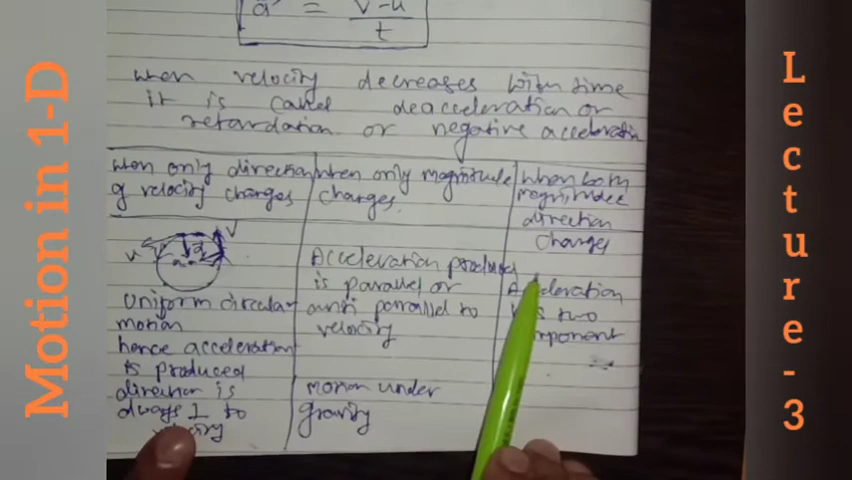 Motion in 1-D
a = v-u
t
when velocity decreases with time
it is called deacceleration or
retardation or negative acceleratin
when only direction
of velocity changes
v
u
a
Uniform circular
motion
hence acceleration
is produced
direction is
always ⊥ to
velocity
when only magnitude
changes.
Acceleration produced
is parallel or
anti parrallel to
velocity
motion under
gravity
when both
magnitude
direction
changes
Acceleration
two
component
Lecture-3